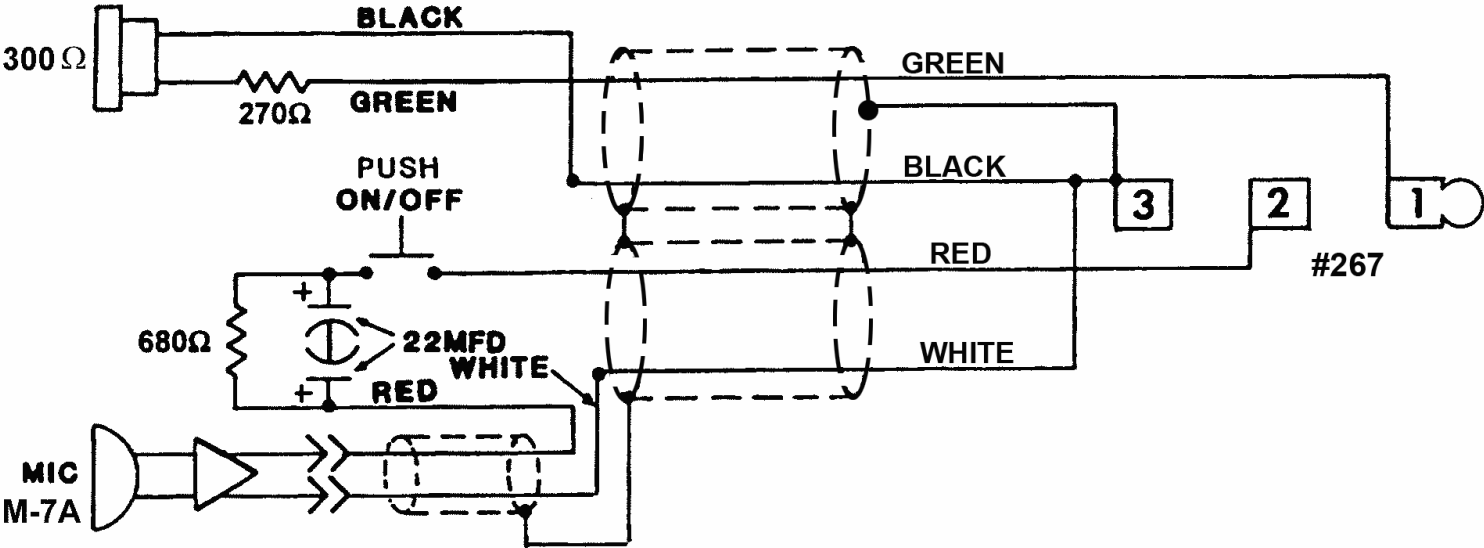 BLACK
300 Ω
GREEN
270Ω
GREEN
PUSH
ON/OFF
BLACK
3
2
1
RED
#267
+
680Ω
22MFD
WHITE
WHITE
+
RED
MIC
M-7A